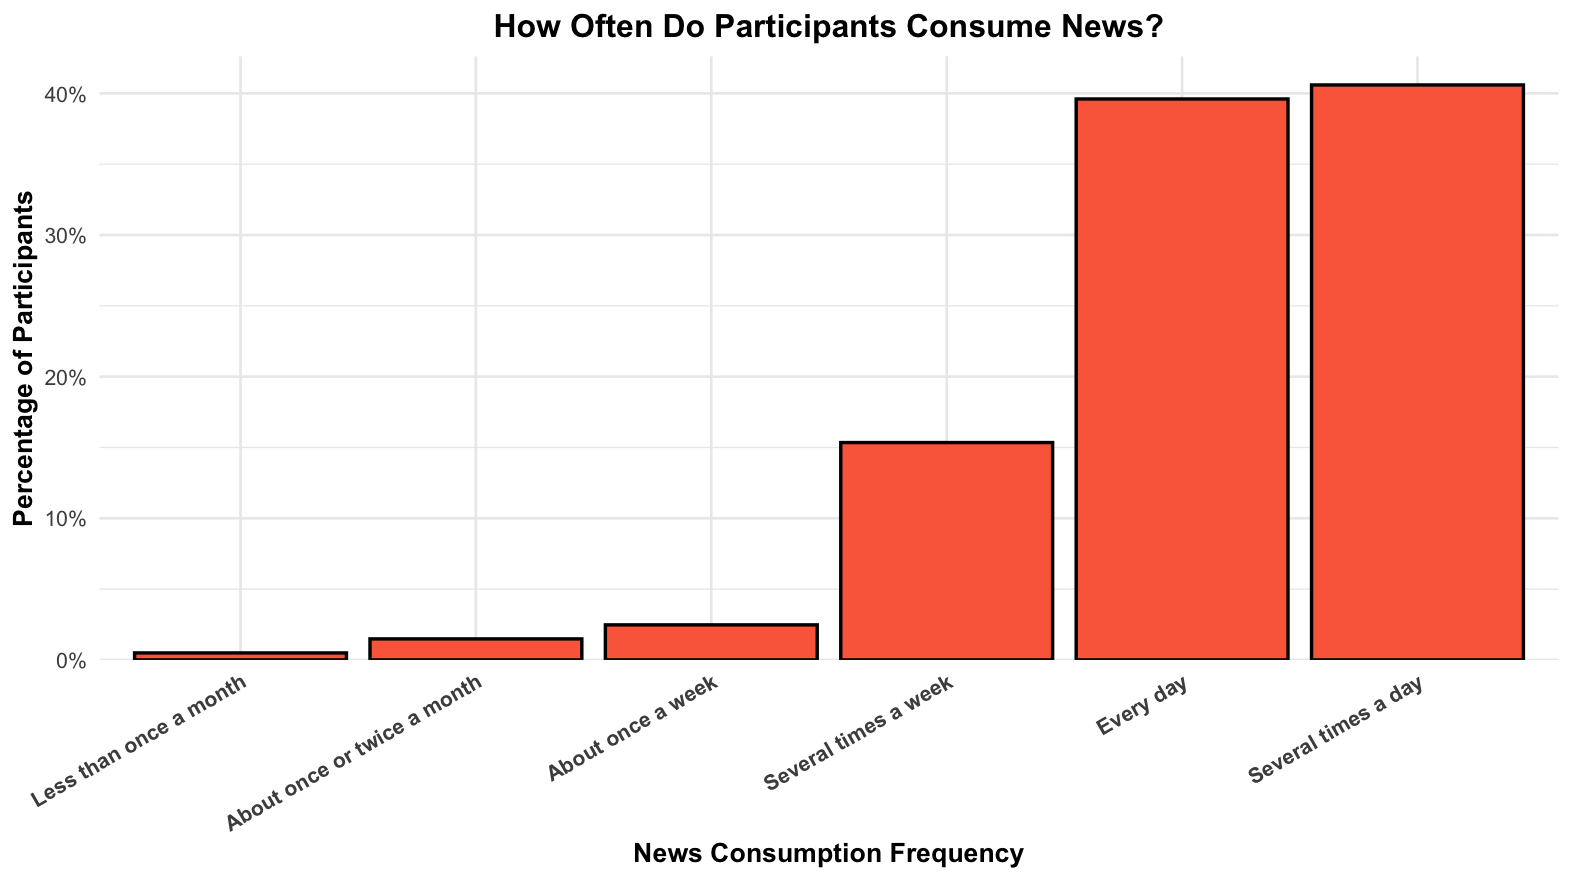 How Often Do Participants Consume News?
Percentage of Participants
40%
30%
20%
10%
0%
Less than once a month
About once or twice a month
About once a week
Several times a week
Every day
Several times a day
News Consumption Frequency